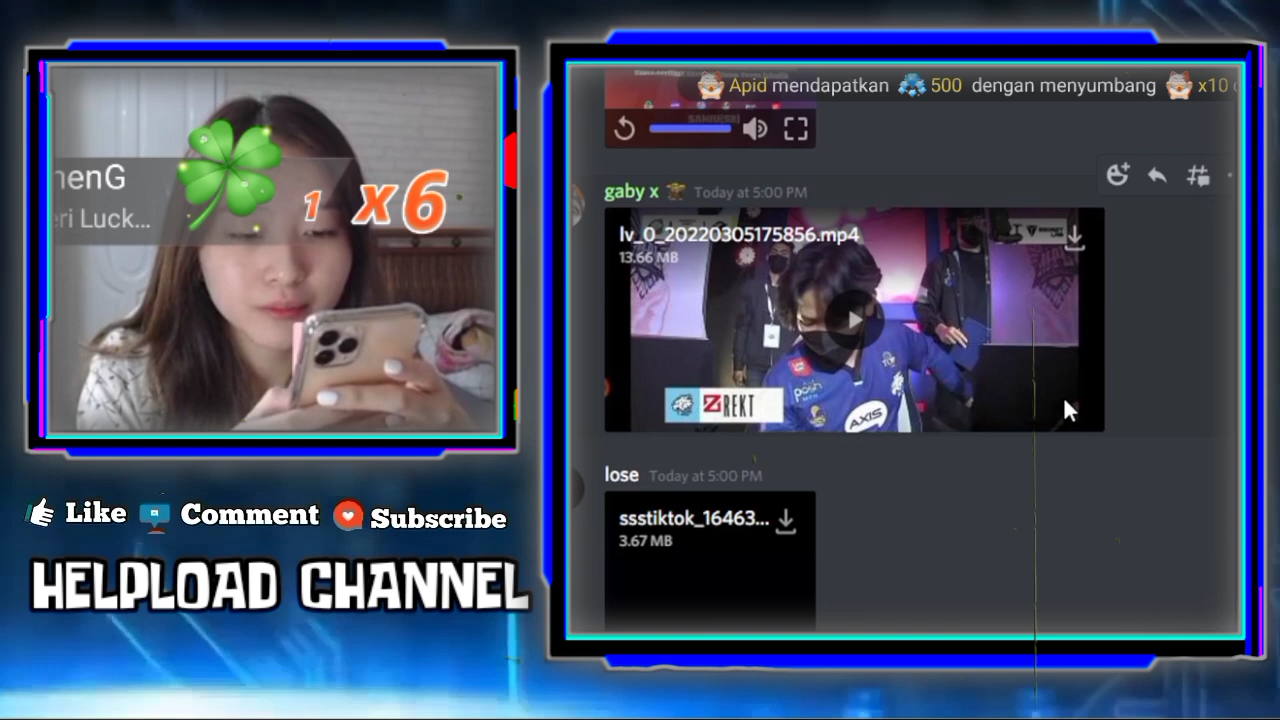 Apid mendapatkan 500 dengan menyumbang x10
henG
eri Luck...
1 x6
gaby x Today at 5:00 PM
lv_0_20220305175856.mp4
13.66 MB
posh
AXIS
REKT
lose Today at 5:00 PM
ssstiktok_16463...
3.67 MB
Like Comment Subscribe
HELPLOAD CHANNEL